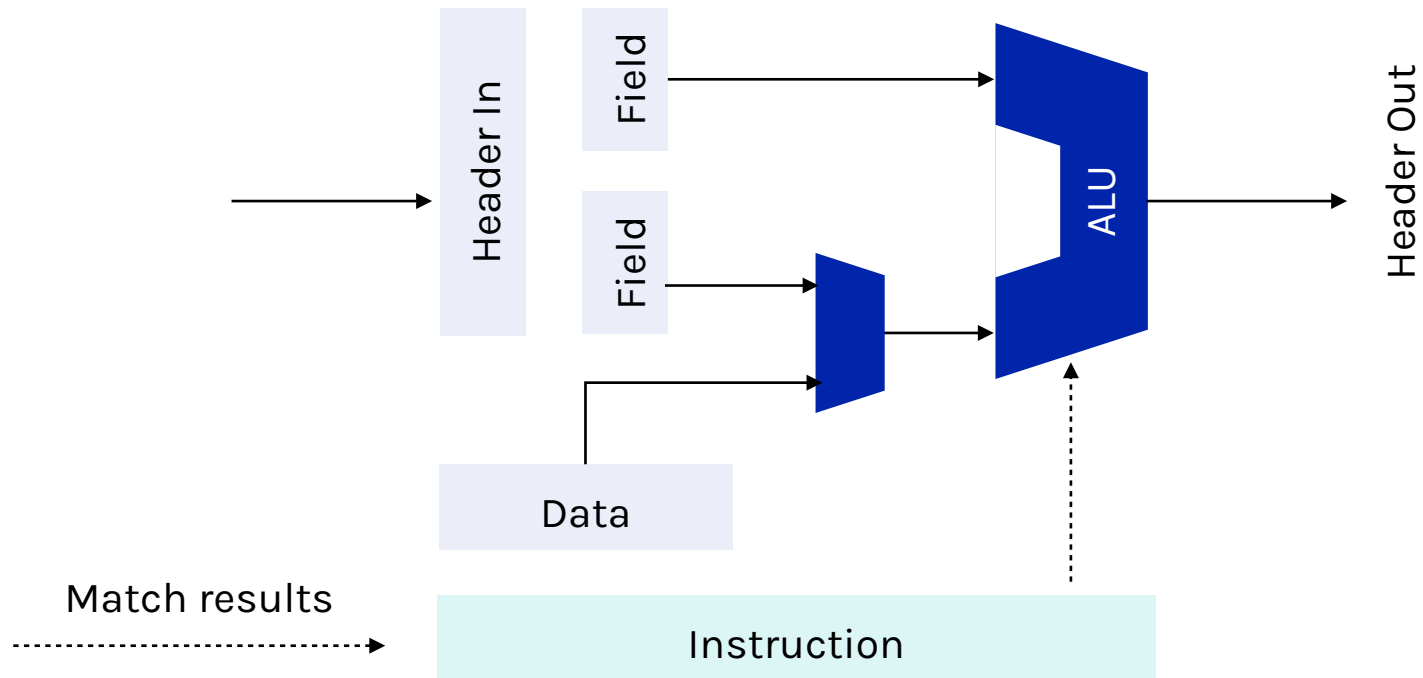 Header In
Field
Field
ALU
Header Out
Data
Match results
Instruction